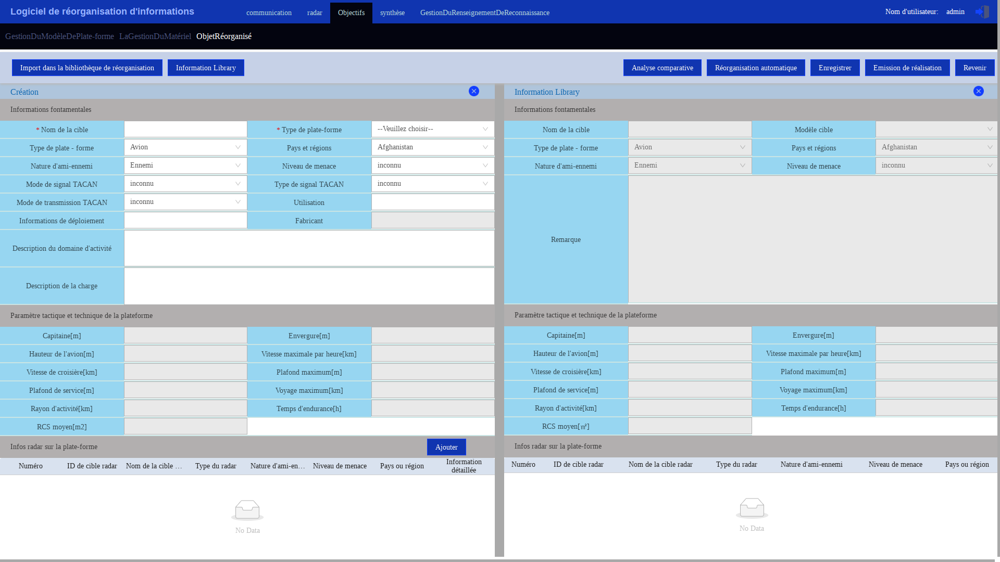 Logiciel de réorganisation d'informations
communication radar Objectifs synthèse GestionDuRenseignementDeReconnaissance
Nom d'utilisateur: admin
GestionDuModèleDePlate-forme LaGestionDuMatériel ObjetRéorganisé
Import dans la bibliothèque de réorganisation Information Library
Analyse comparative Réorganisation automatique Enregistrer Emission de réalisation Revenir
Création
Informations fontamentales
* Nom de la cible * Type de plate-forme --Veuillez choisir--
Type de plate - forme Avion Pays et régions Afghanistan
Nature d'ami-ennemi Ennemi Niveau de menace inconnu
Mode de signal TACAN inconnu Type de signal TACAN inconnu
Mode de transmission TACAN inconnu Utilisation
Informations de déploiement Fabricant
Description du domaine d'activité
Description de la charge
Paramètre tactique et technique de la plateforme
Capitaine[m] Envergure[m]
Hauteur de l'avion[m] Vitesse maximale par heure[km]
Vitesse de croisière[km] Plafond maximum[m]
Plafond de service[m] Voyage maximum[km]
Rayon d'activité[km] Temps d'endurance[h]
RCS moyen[m2]
Infos radar sur la plate-forme Ajouter
Numéro ID de cible radar Nom de la cible … Type du radar Nature d'ami-en… Niveau de menace Pays ou région Information
détaillée
No Data
Information Library
Informations fontamentales
Nom de la cible Modèle cible
Type de plate - forme Avion Pays et régions Afghanistan
Nature d'ami-ennemi Ennemi Niveau de menace inconnu
Remarque
Paramètre tactique et technique de la plateforme
Capitaine[m] Envergure[m]
Hauteur de l'avion[m] Vitesse maximale par heure[km]
Vitesse de croisière[km] Plafond maximum[m]
Plafond de service[m] Voyage maximum[km]
Rayon d'activité[km] Temps d'endurance[h]
RCS moyen[㎡]
Infos radar sur la plate-forme
Numéro ID de cible radar Nom de la cible radar Type du radar Nature d'ami-ennemi Niveau de menace Pays ou région
No Data